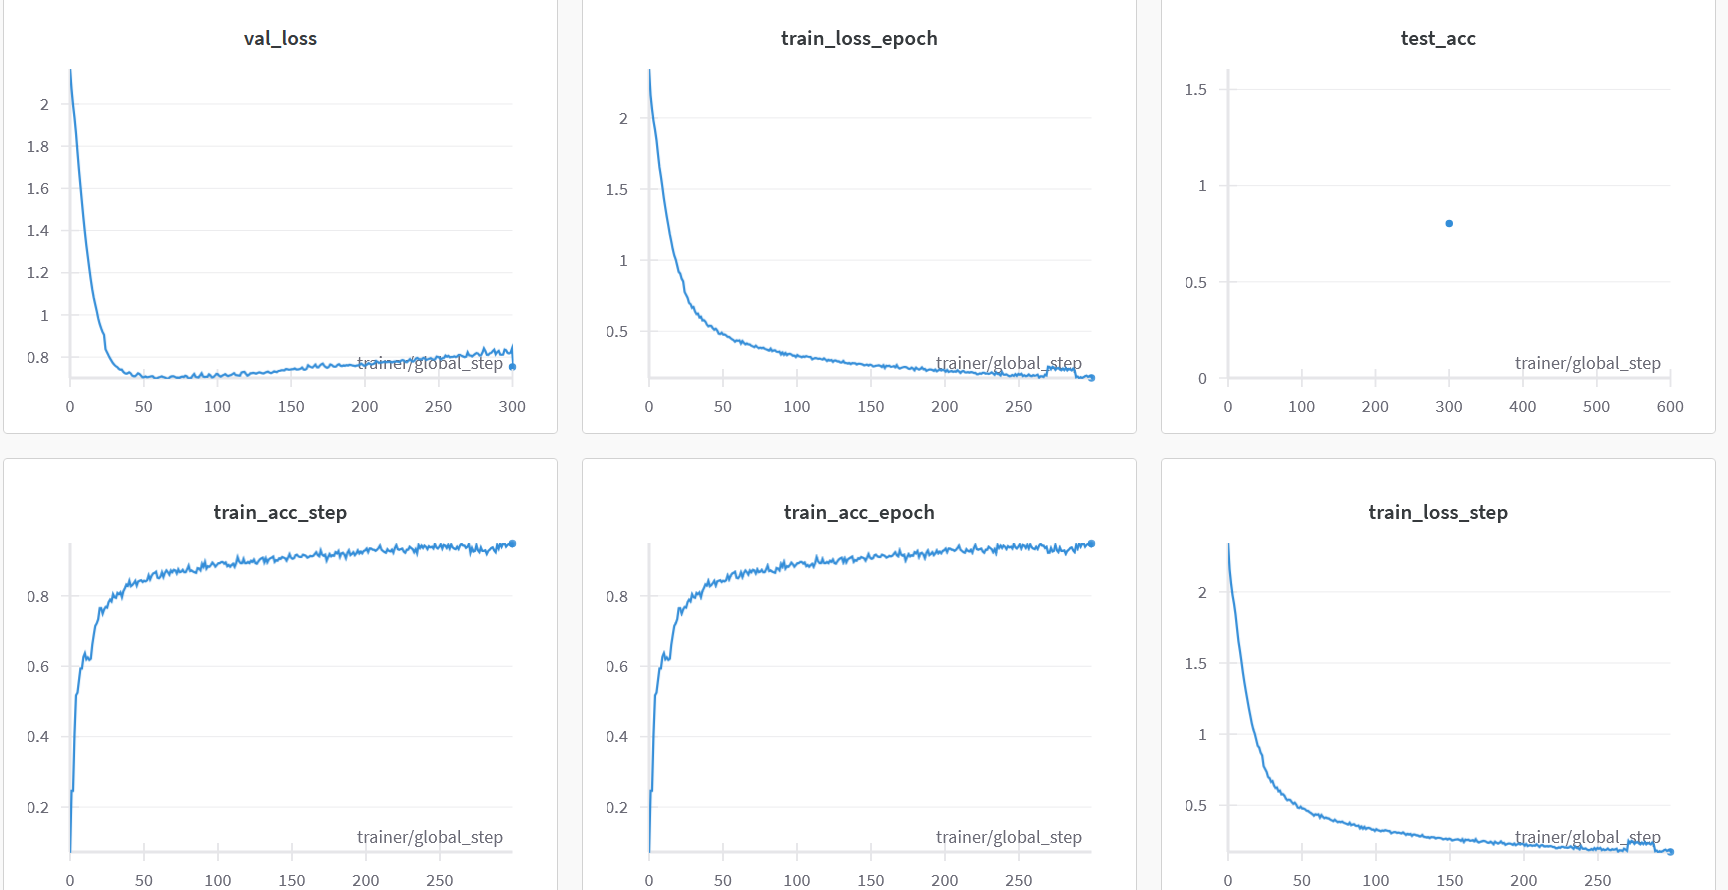 val_loss
2
1.8
1.6
1.4
1.2
1
0.8
trainer/global_step
0 50 100 150 200 250 300
train_loss_epoch
2
1.5
1
0.5
trainer/global_step
0 50 100 150 200 250
test_acc
1.5
1
0.5
0
trainer/global_step
0 100 200 300 400 500 600
train_acc_step
0.8
0.6
0.4
0.2
trainer/global_step
0 50 100 150 200 250
train_acc_epoch
0.8
0.6
0.4
0.2
trainer/global_step
0 50 100 150 200 250
train_loss_step
2
1.5
1
0.5
trainer/global_step
0 50 100 150 200 250